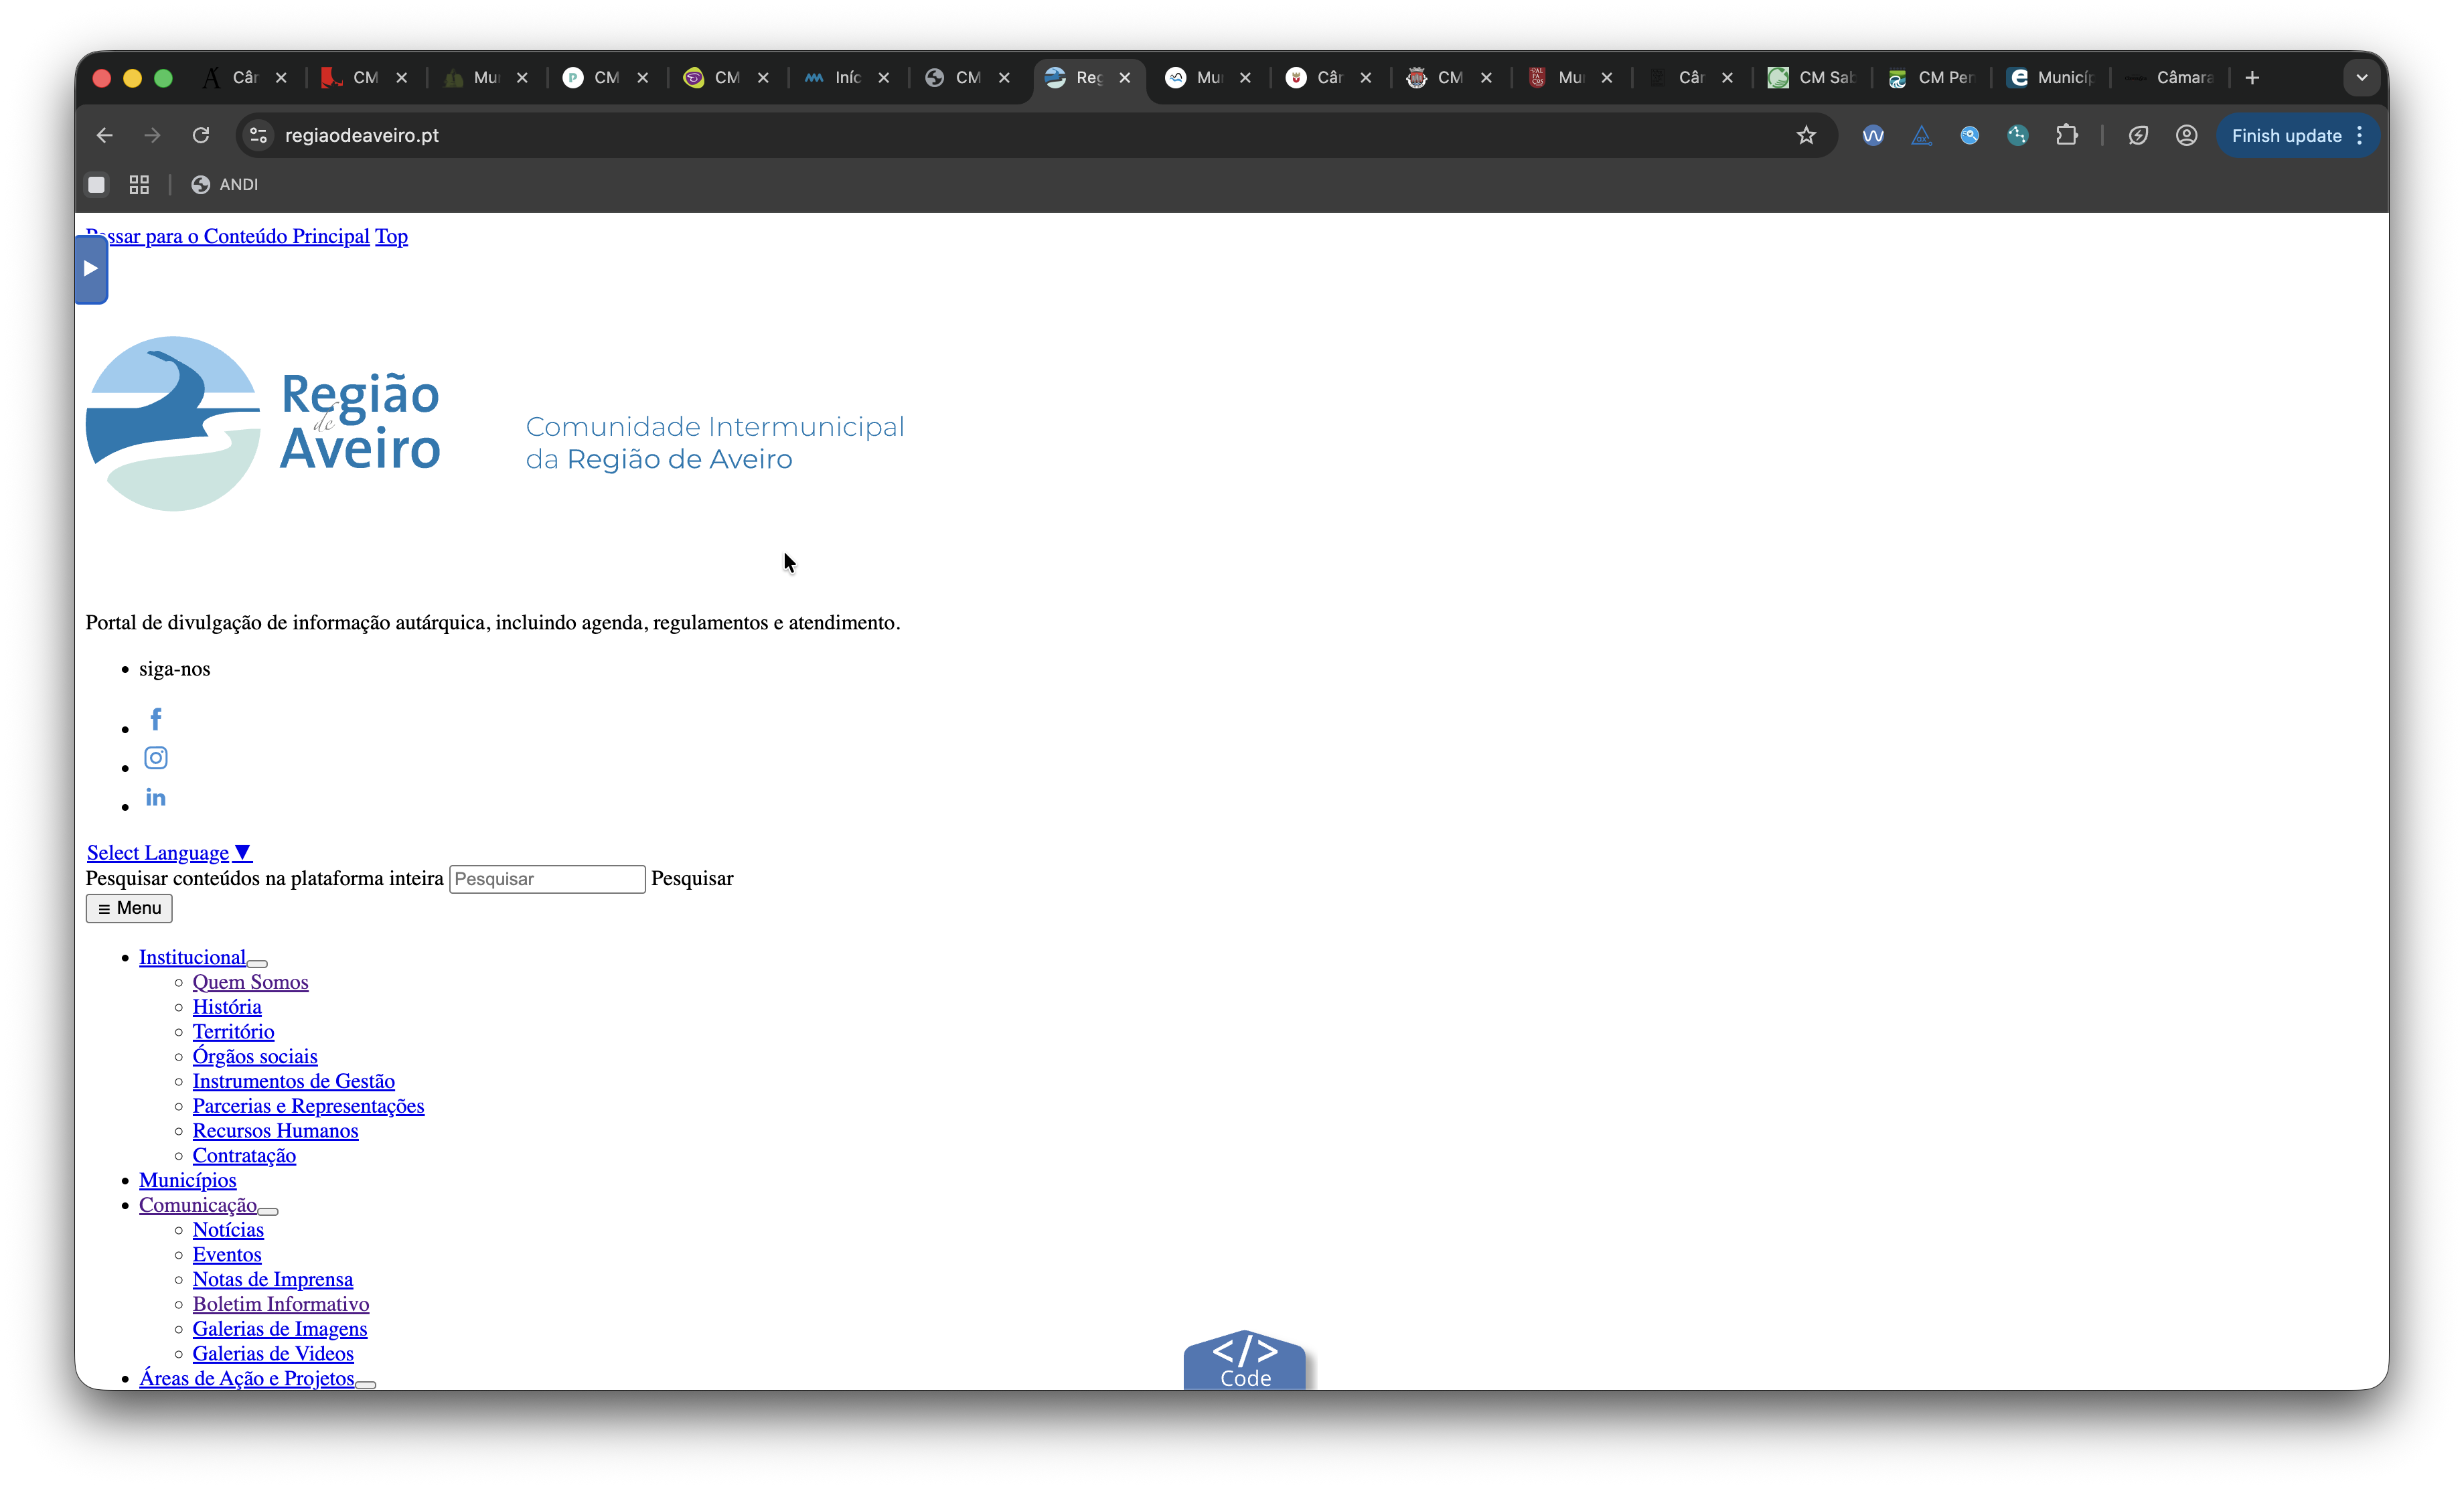 Câr
CM
Mu
CM
CM
Iníc
CM
Reg
Mu
Câr
CM
Mu
Câr
CM Sab
CM Pen
Municíp
Câmara
regiaodeaveiro.pt
Finish update
ANDI
Passar para o Conteúdo Principal Top
Região
de
Aveiro
Comunidade Intermunicipal
da Região de Aveiro
Portal de divulgação de informação autárquica, incluindo agenda, regulamentos e atendimento.
siga-nos
Select Language ▼
Pesquisar conteúdos na plataforma inteira Pesquisar Pesquisar
≡ Menu
Institucional
Quem Somos
História
Território
Órgãos sociais
Instrumentos de Gestão
Parcerias e Representações
Recursos Humanos
Contratação
Municípios
Comunicação
Notícias
Eventos
Notas de Imprensa
Boletim Informativo
Galerias de Imagens
Galerias de Videos
Áreas de Ação e Projetos
</>
Code